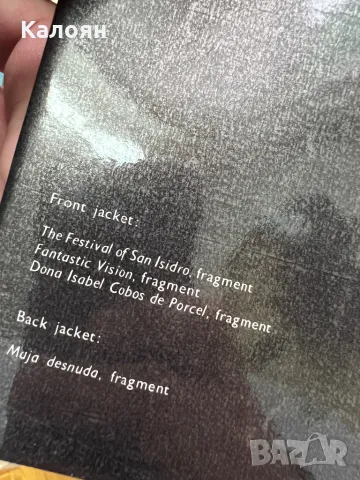 Калоян
Front jacket:
The Festival of San Isidro, fragment
Fantastic Vision, fragment
Dona Isabel Cobos de Porcel, fragment
Back jacket:
Muja desnuda, fragment
BAZAR